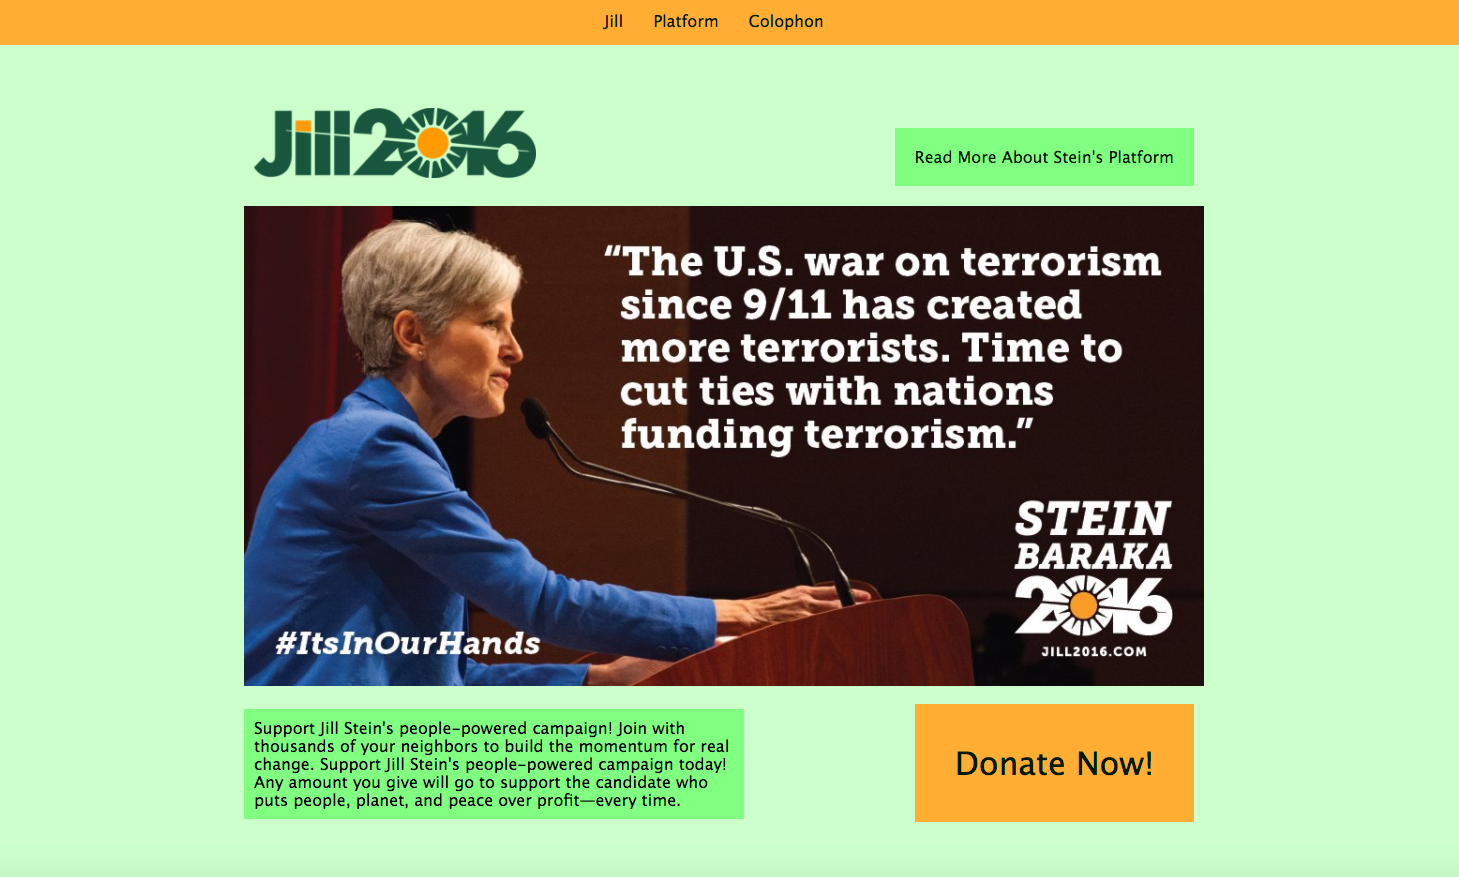 Jill Platform Colophon
Jill2016
Read More About Stein's Platform
“The U.S. war on terrorism
since 9/11 has created
more terrorists. Time to
cut ties with nations
funding terrorism.”
STEIN
BARAKA
2016
JILL2016.COM
#ItsInOurHands
Support Jill Stein's people-powered campaign! Join with
thousands of your neighbors to build the momentum for real
change. Support Jill Stein's people-powered campaign today!
Any amount you give will go to support the candidate who
puts people, planet, and peace over profit—every time.
Donate Now!